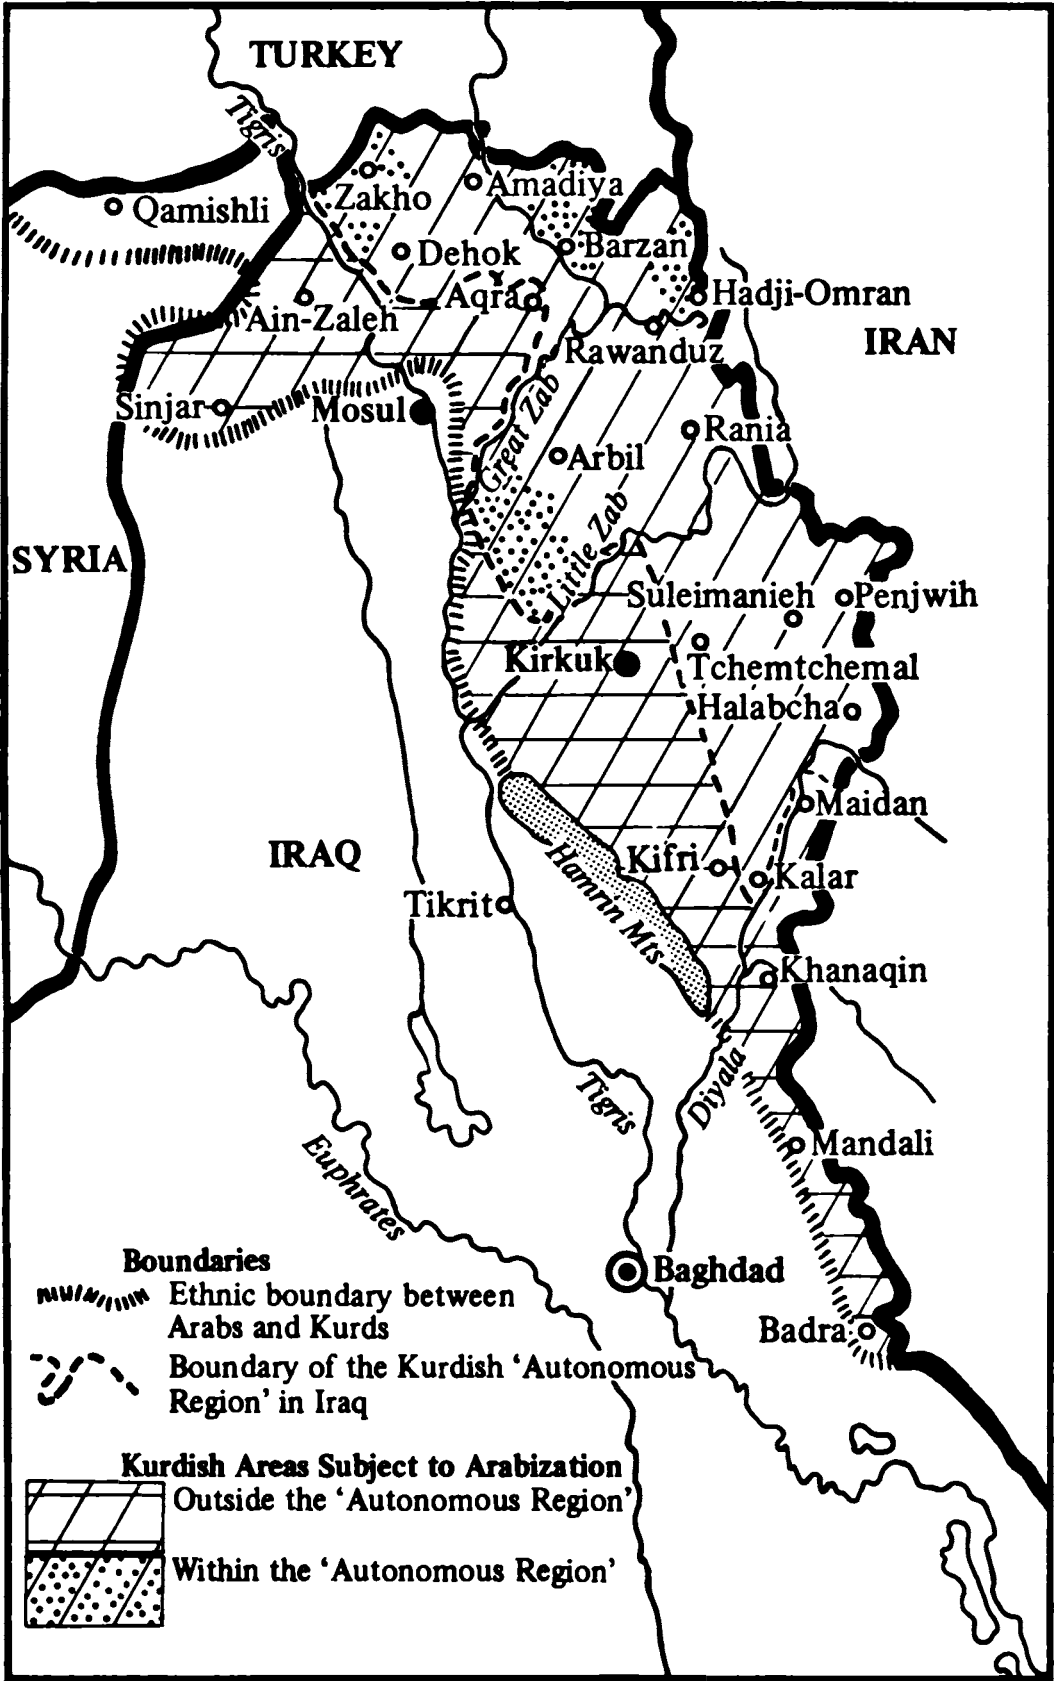 TURKEY
Tigris
Zakho
Amadiya
Qamishli
Dehok
Barzan
Aqra
Hadji-Omran
Ain-Zaleh
Rawanduz
IRAN
Sinjar
Mosul
Great Zab
Rania
Arbil
Little Zab
SYRIA
Suleimanieh
Penjwih
Kirkuk
Tchemtchemal
Halabcha
Maidan
IRAQ
Hamrin Mts
Kifri
Kalar
Tikrit
Khanaqin
Tigris
Diyala
Mandali
Euphrates
Baghdad
Badra
Boundaries
Ethnic boundary between
Arabs and Kurds
Boundary of the Kurdish ‘Autonomous
Region’ in Iraq
Kurdish Areas Subject to Arabization
Outside the ‘Autonomous Region’
Within the ‘Autonomous Region’